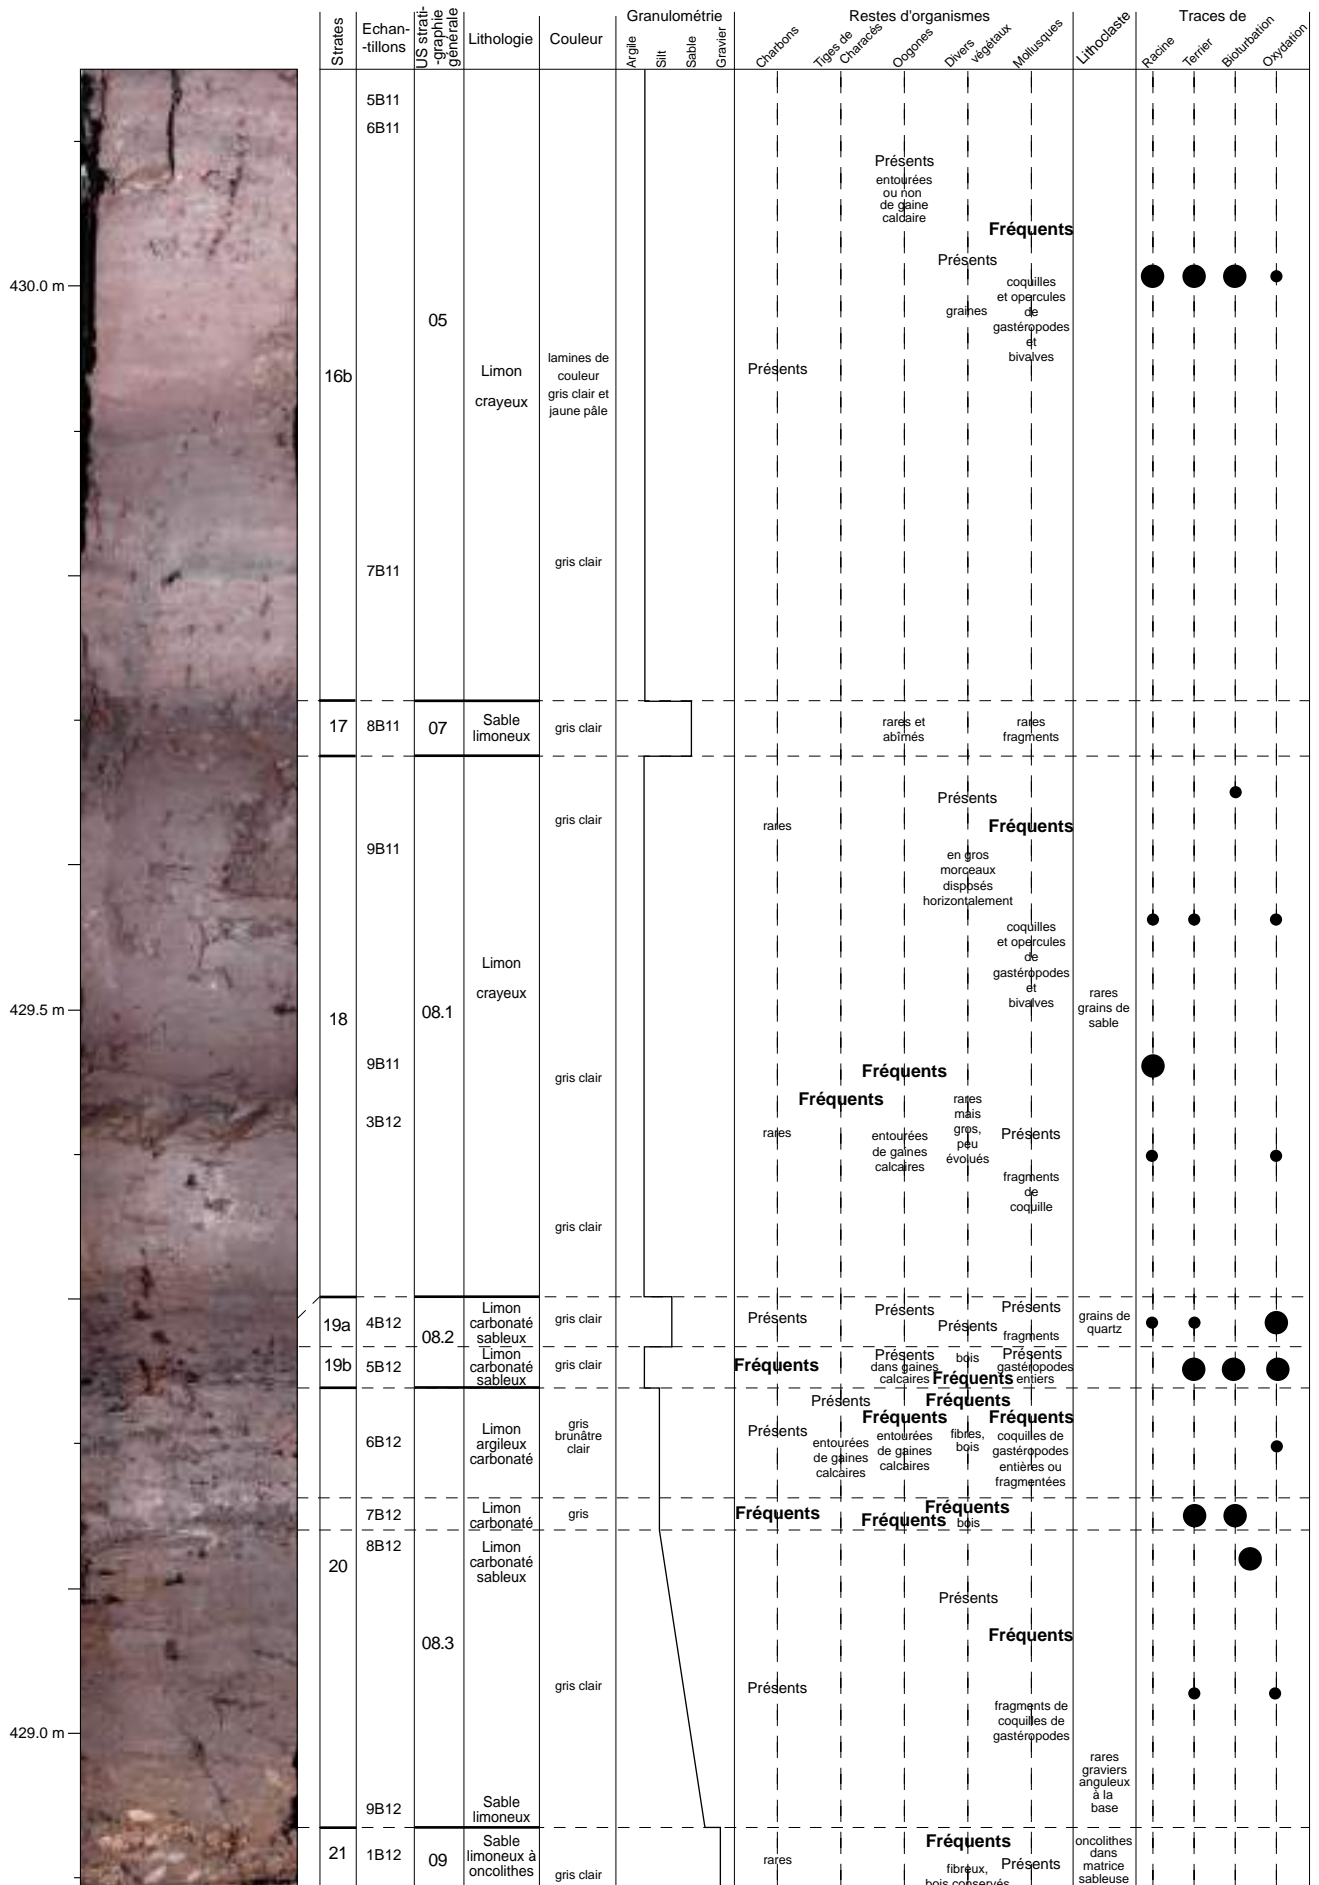 Strates
Echan-
-tillons
US strati-
-graphie
générale
Lithologie
Couleur
Granulométrie
Argile
Silt
Sable
Gravier
Restes d'organismes
Charbons
Tiges de
Characés
Oogones
Divers
végétaux
Mollusques
Lithoclaste
Traces de
Racine
Terrier
Bioturbation
Oxydation
5B11
6B11
Présents
entourées
ou non
de gaine
calcaire
Fréquents
Présents
430.0 m
coquilles
et opercules
de
gastéropodes
et
bivalves
graines
05
16b
Limon
crayeux
lamines de
couleur
gris clair et
jaune pâle
Présents
7B11
gris clair
17
8B11
07
Sable
limoneux
gris clair
rares et
abîmés
rares
fragments
gris clair
rares
Présents
Fréquents
9B11
en gros
morceaux
disposés
horizontalement
coquilles
et opercules
de
gastéropodes
et
bivalves
Limon
crayeux
429.5 m
18
08.1
rares
grains de
sable
9B11
gris clair
Fréquents
Fréquents
3B12
rares
entourées
de gaines
calcaires
rares
mais
gros,
peu
évolués
Présents
fragments
de
coquille
gris clair
19a
4B12
08.2
Limon
carbonaté
sableux
gris clair
Présents
Présents
Présents
Présents
fragments
grains de
quartz
19b
5B12
Limon
carbonaté
sableux
gris clair
Fréquents
Présents
dans gaines
calcaires
bois
Fréquents
Présents
gastéropodes
entiers
6B12
Limon
argileux
carbonaté
gris
brunâtre
clair
Présents
Présents
entourées
de gaines
calcaires
Fréquents
entourées
de gaines
calcaires
Fréquents
fibres,
bois
Fréquents
coquilles de
gastéropodes
entières ou
fragmentées
7B12
Limon
carbonaté
gris
Fréquents
Fréquents
Fréquents
bois
20
8B12
Limon
carbonaté
sableux
Présents
08.3
Fréquents
gris clair
Présents
fragments de
coquilles de
gastéropodes
429.0 m
rares
graviers
anguleux
à la
base
9B12
Sable
limoneux
21
1B12
09
Sable
limoneux à
oncolithes
gris clair
rares
Fréquents
fibreux,
bois conservés
Présents
oncolithes
dans
matrice
sableuse